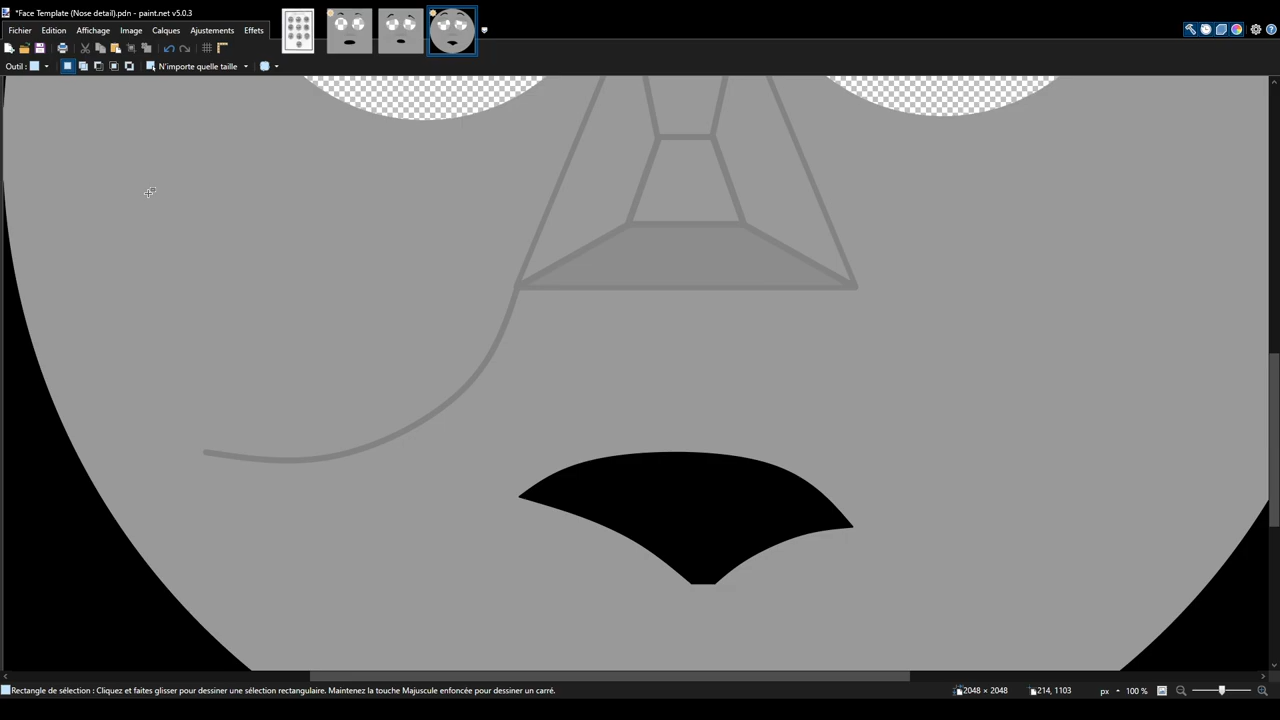 *Face Template (Nose detail).pdn - paint.net v5.0.3
Fichier Edition Affichage Calques Image Ajustements Effets
Outil : N'importe quelle taille
Rectangle de sélection : Cliquez et faites glisser pour dessiner une sélection rectangulaire. Maintenez la touche Majuscule enfoncée pour dessiner un carré. 2048 × 2048 214, 1103 px 100 %